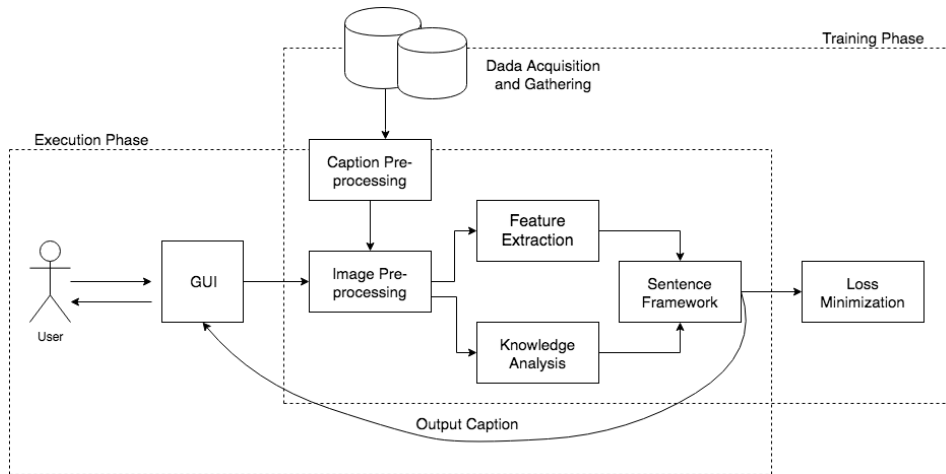 Training Phase
Dada Acquisition
and Gathering
Execution Phase
Caption Pre-
processing
Feature
Extraction
GUI
Image Pre-
processing
Sentence
Framework
Loss
Minimization
User
Knowledge
Analysis
Output Caption